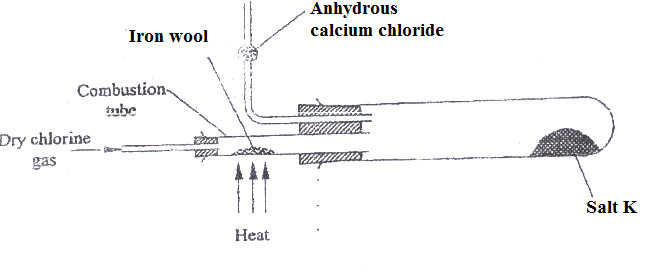 Anhydrous
calcium chloride
Iron wool
Combustion
tube
Dry chlorine
gas
Salt K
Heat